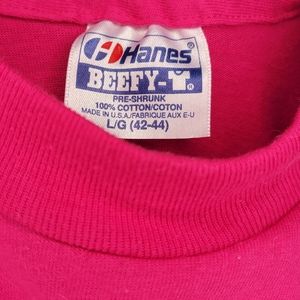 Hanes
BEEFY-T®
PRE-SHRUNK
100% COTTON/COTON
MADE IN U.S.A./FABRIQUE AUX E-U
L/G (42-44)